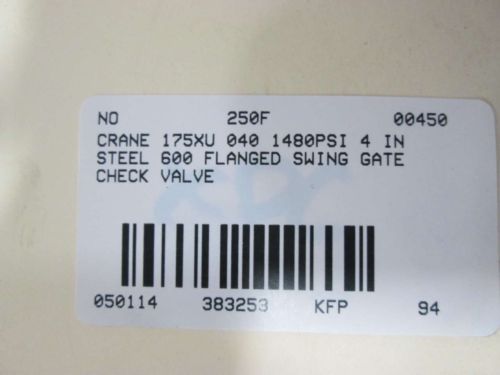 NO 250F 00450
CRANE 175XU 040 1480PSI 4 IN
STEEL 600 FLANGED SWING GATE
CHECK VALVE
050114 383253 KFP 94